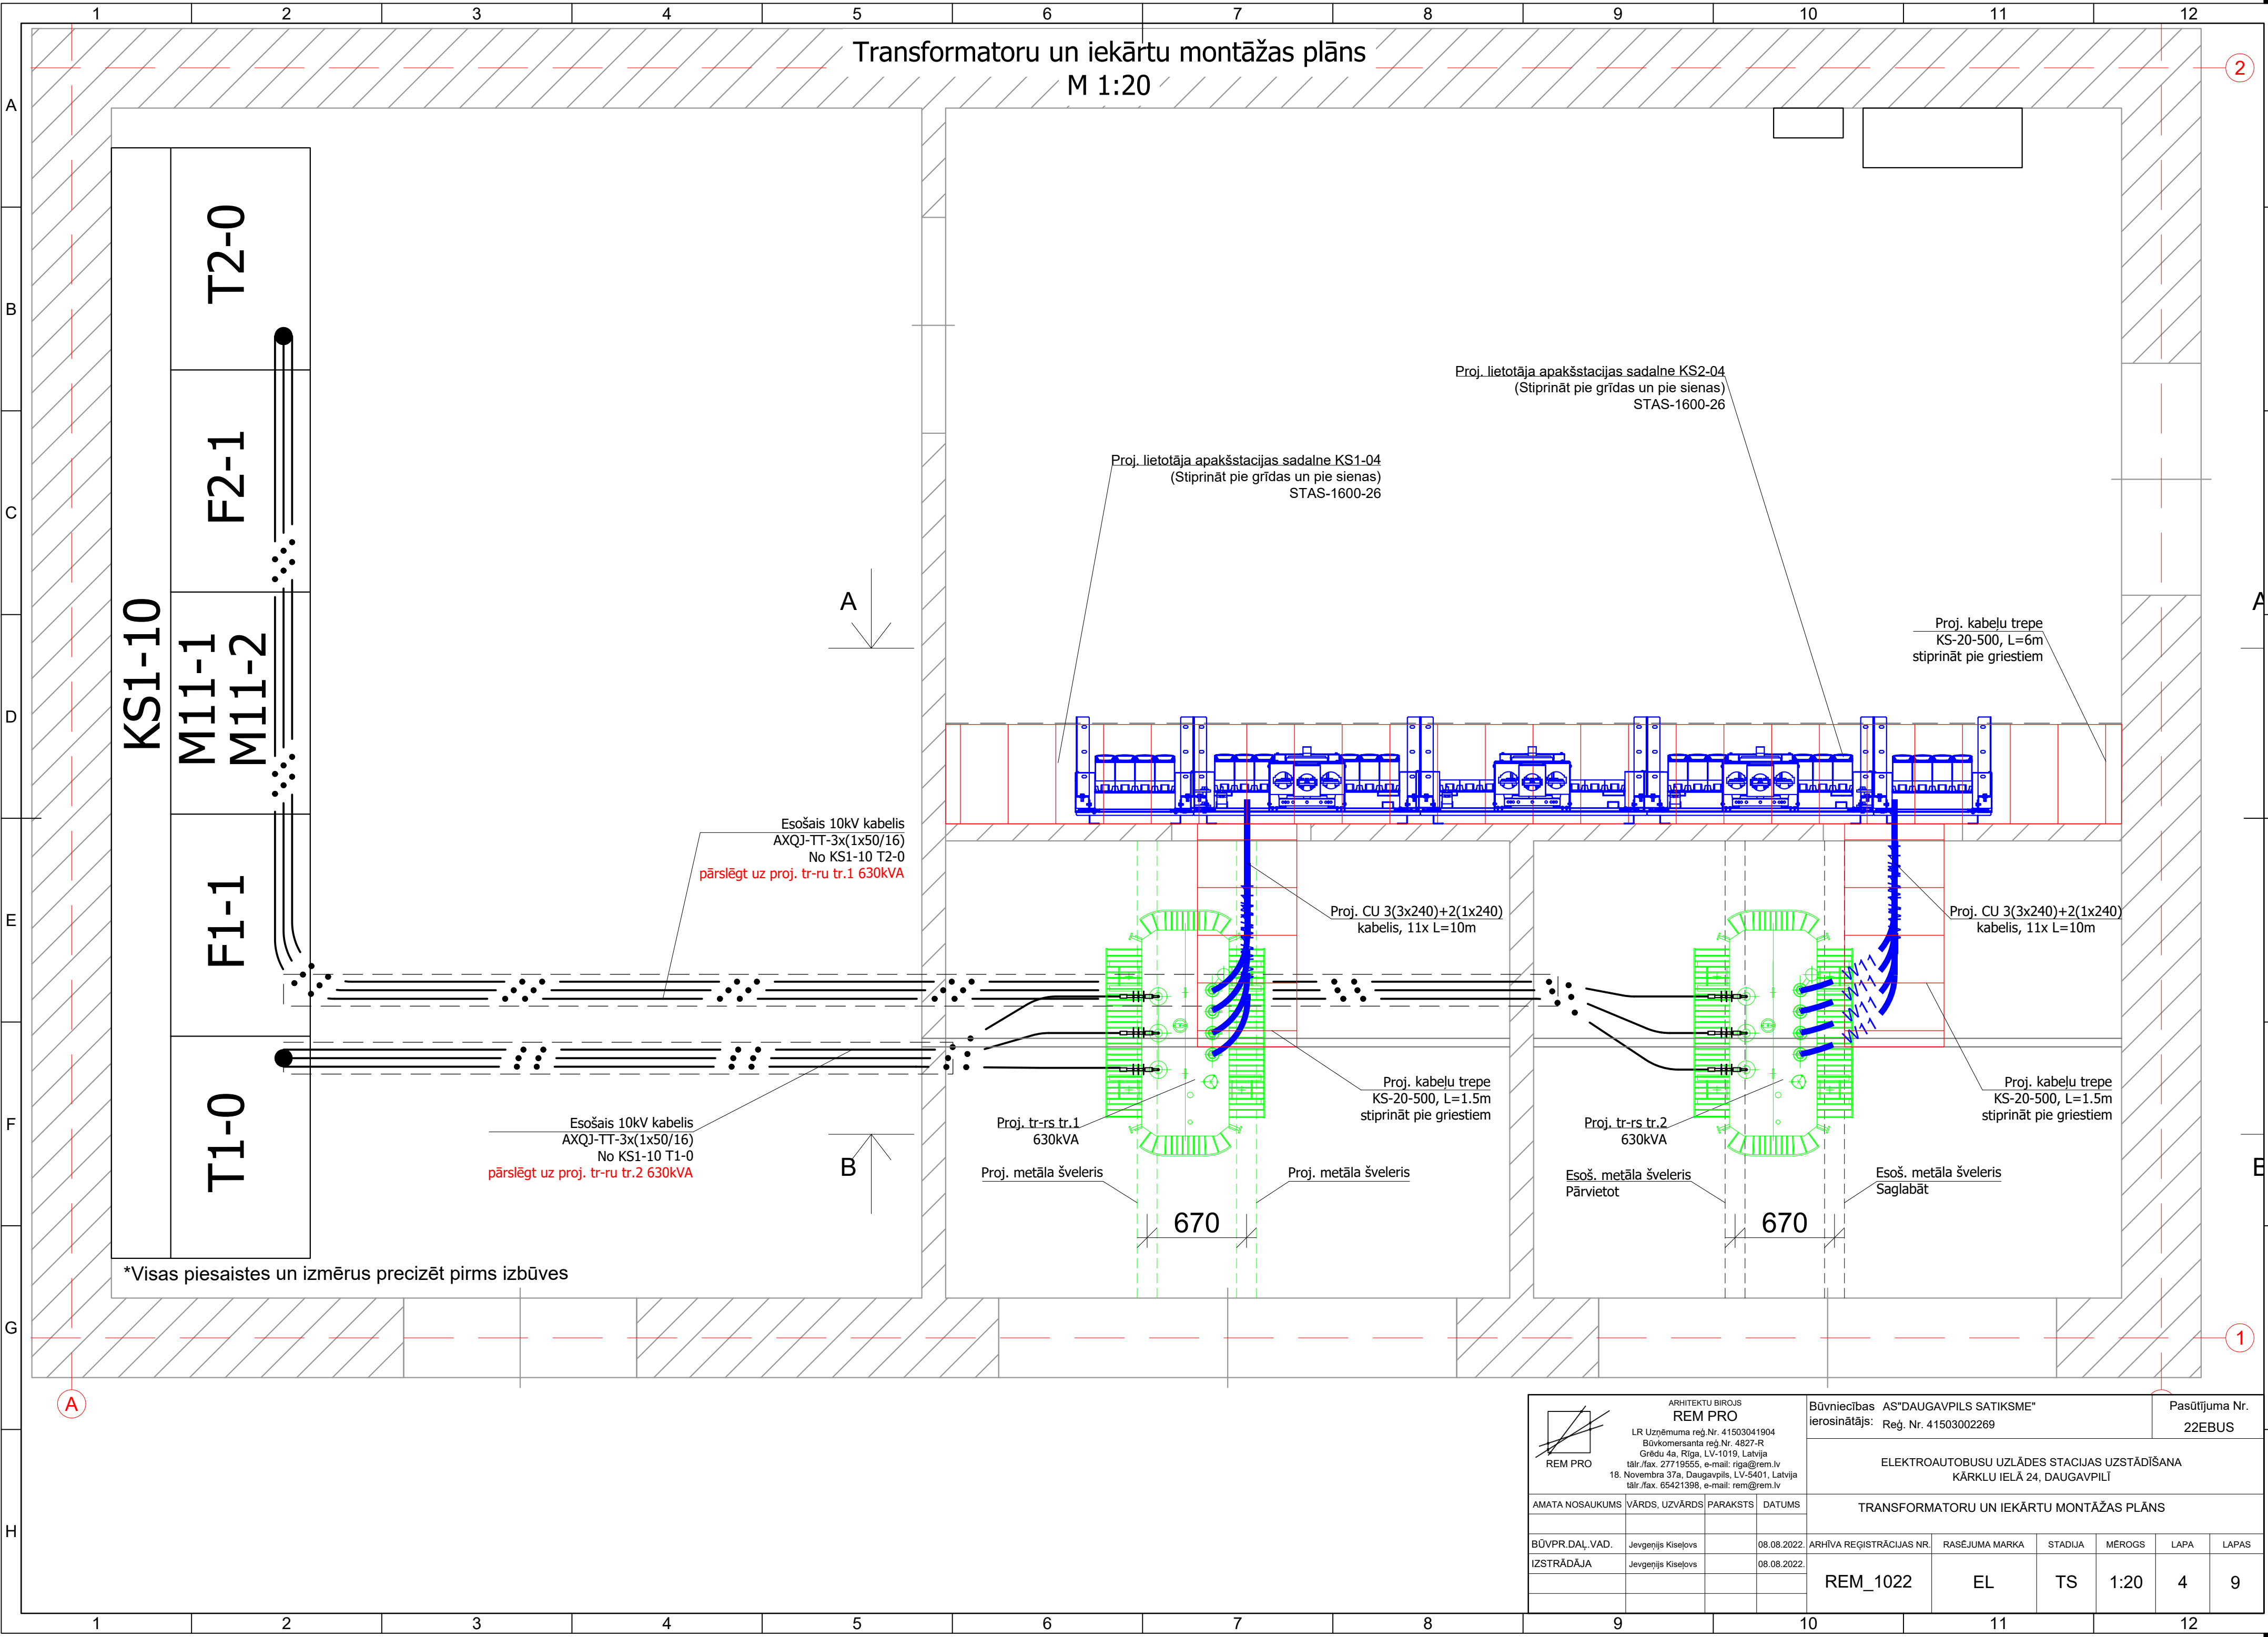 1 2 3 4 5 6 7 8 9 10 11 12
A
B
C
D
E
F
G
H
Transformatoru un iekārtu montāžas plāns
M 1:20
2
T2-0
F2-1
KS1-10
M11-1
M11-2
F1-1
T1-0
Proj. lietotāja apakšstacijas sadalne KS2-04
(Stiprināt pie grīdas un pie sienas)
STAS-1600-26
Proj. lietotāja apakšstacijas sadalne KS1-04
(Stiprināt pie grīdas un pie sienas)
STAS-1600-26
A
A
Proj. kabeļu trepe
KS-20-500, L=6m
stiprināt pie griestiem
Esošais 10kV kabelis
AXQJ-TT-3x(1x50/16)
No KS1-10 T2-0
pārslēgt uz proj. tr-ru tr.1 630kVA
Proj. CU 3(3x240)+2(1x240)
kabelis, 11x L=10m
Proj. CU 3(3x240)+2(1x240)
kabelis, 11x L=10m
W11
W11
W11
W11
Proj. kabeļu trepe
KS-20-500, L=1.5m
stiprināt pie griestiem
Proj. kabeļu trepe
KS-20-500, L=1.5m
stiprināt pie griestiem
Esošais 10kV kabelis
AXQJ-TT-3x(1x50/16)
No KS1-10 T1-0
pārslēgt uz proj. tr-ru tr.2 630kVA
Proj. tr-rs tr.1
630kVA
Proj. tr-rs tr.2
630kVA
B
Proj. metāla šveleris
Proj. metāla šveleris
Esoš. metāla šveleris
Pārvietot
Esoš. metāla šveleris
Saglabāt
670
670
*Visas piesaistes un izmērus precizēt pirms izbūves
1
A
REM PRO
ARHITEKTU BIROJS
REM PRO
LR Uzņēmuma reģ.Nr. 41503041904
Būvkomersanta reģ.Nr. 4827-R
Grēdu 4a, Rīga, LV-1019, Latvija
tālr./fax. 27719555, e-mail: riga@rem.lv
18. Novembra 37a, Daugavpils, LV-5401, Latvija
tālr./fax. 65421398, e-mail: rem@rem.lv
Būvniecības ierosinātājs: AS"DAUGAVPILS SATIKSME"
Reģ. Nr. 41503002269
Pasūtījuma Nr.
22EBUS
ELEKTROAUTOBUSU UZLĀDES STACIJAS UZSTĀDĪŠANA
KĀRKLU IELĀ 24, DAUGAVPILĪ
AMATA NOSAUKUMS VĀRDS, UZVĀRDS PARAKSTS DATUMS
TRANSFORMATORU UN IEKĀRTU MONTĀŽAS PLĀNS
BŪVPR.DAĻ.VAD. Jevgeņijs Kiseļovs 08.08.2022.
IZSTRĀDĀJA Jevgeņijs Kiseļovs 08.08.2022.
ARHĪVA REĢISTRĀCIJAS NR. RASĒJUMA MARKA STADIJA MĒROGS LAPA LAPAS
REM_1022 EL TS 1:20 4 9
1 2 3 4 5 6 7 8 9 10 11 12